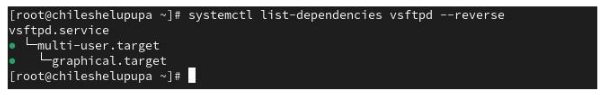 [root@chileshelupupa ~]# systemctl list-dependencies vsftpd --reverse
vsftpd.service
● └─multi-user.target
●   └─graphical.target
[root@chileshelupupa ~]#